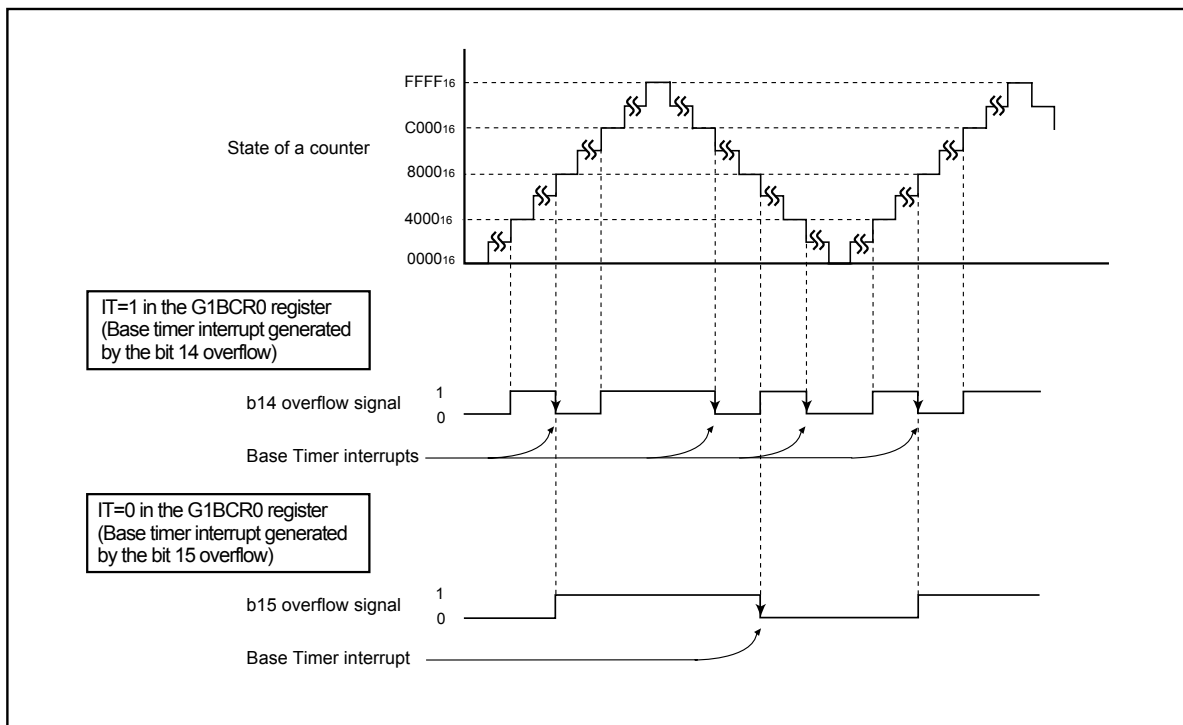 FFFF16
C00016
State of a counter
800016
400016
000016
IT=1 in the G1BCR0 register
(Base timer interrupt generated
by the bit 14 overflow)
b14 overflow signal
1
0
Base Timer interrupts
IT=0 in the G1BCR0 register
(Base timer interrupt generated
by the bit 15 overflow)
b15 overflow signal
1
0
Base Timer interrupt